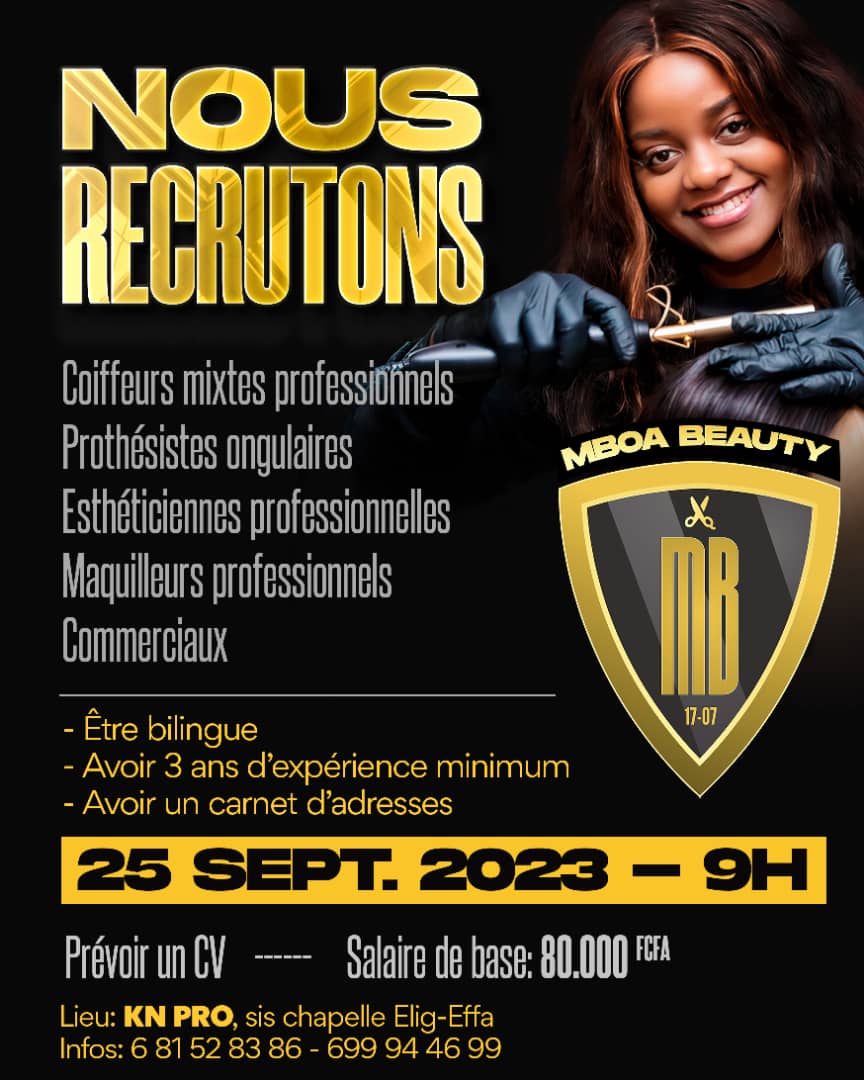 NOUS
RECRUTONS
Coiffeurs mixtes professionnels
Prothésistes ongulaires
Esthéticiennes professionnelles
Maquilleurs professionnels
Commerciaux
MBOA BEAUTY
MB
17-07
- Être bilingue
- Avoir 3 ans d'expérience minimum
- Avoir un carnet d'adresses
25 SEPT. 2023 – 9H
Prévoir un CV ------ Salaire de base: 80.000 FCFA
Lieu: KN PRO, sis chapelle Elig-Effa
Infos: 6 81 52 83 86 - 699 94 46 99